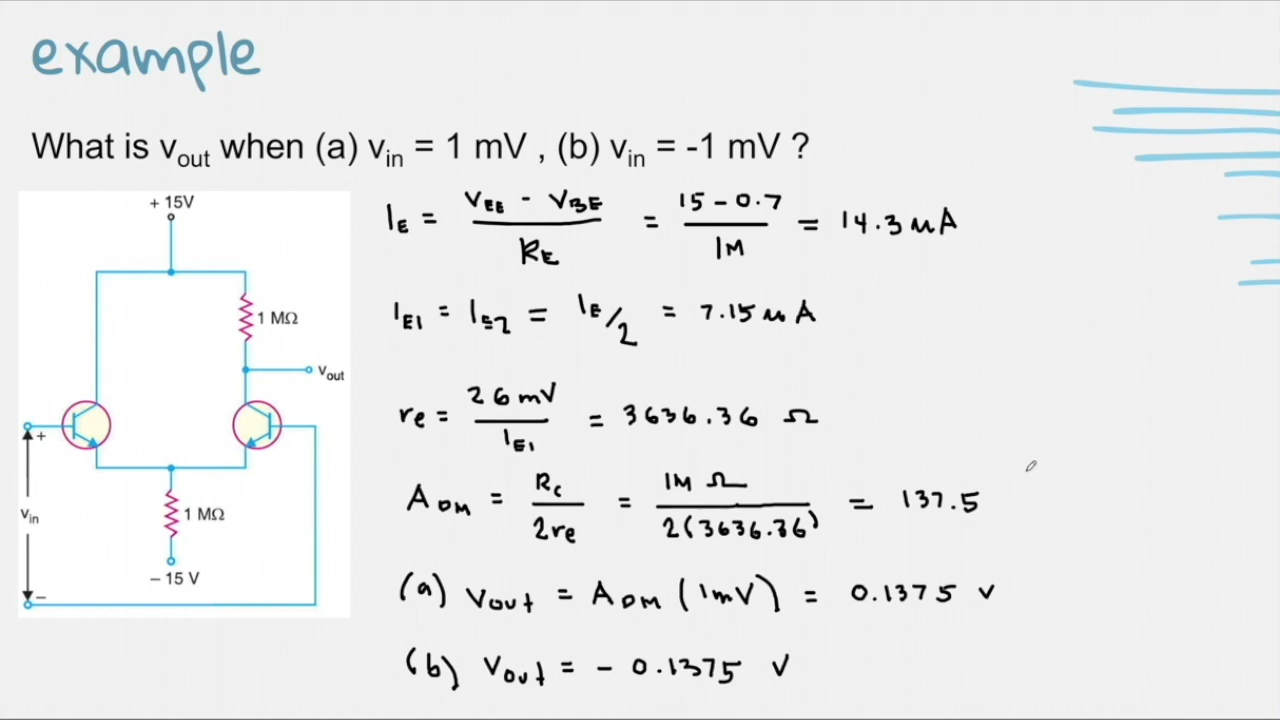 example
What is vout when (a) vin = 1 mV , (b) vin = -1 mV ?
+ 15V
1 MΩ
vout
+
vin
1 MΩ
– 15 V
–
IE = VEE - VBE / RE = 15 - 0.7 / 1M = 14.3 uA
IE1 = IE2 = IE/2 = 7.15 uA
re = 26 mV / IE1 = 3636.36 Ω
ADM = Rc / 2re = 1M Ω / 2(3636.36) = 137.5
(a) Vout = ADM (1mV) = 0.1375 V
(b) Vout = - 0.1375 V